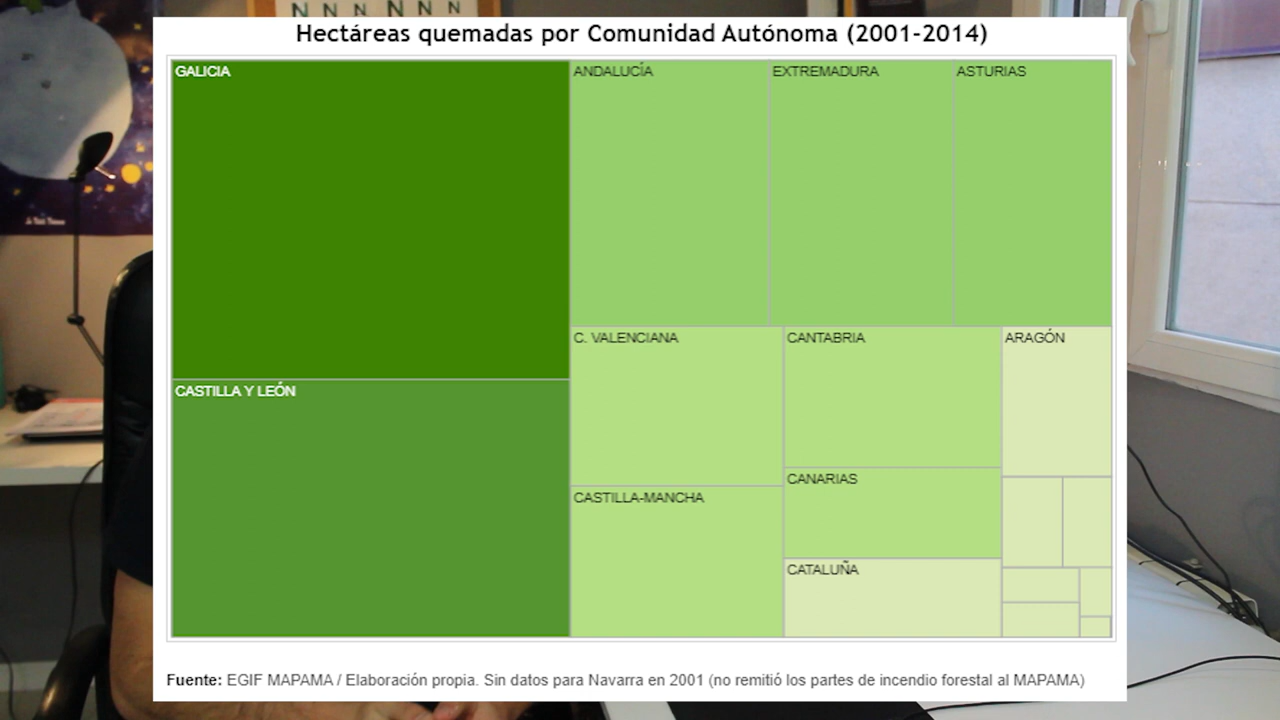 N N N N N N
Hectáreas quemadas por Comunidad Autónoma (2001-2014)
GALICIA
ANDALUCÍA
EXTREMADURA
ASTURIAS
C. VALENCIANA
CANTABRIA
ARAGÓN
CASTILLA Y LEÓN
CANARIAS
CASTILLA-MANCHA
CATALUÑA
Fuente: EGIF MAPAMA / Elaboración propia. Sin datos para Navarra en 2001 (no remitió los partes de incendio forestal al MAPAMA)